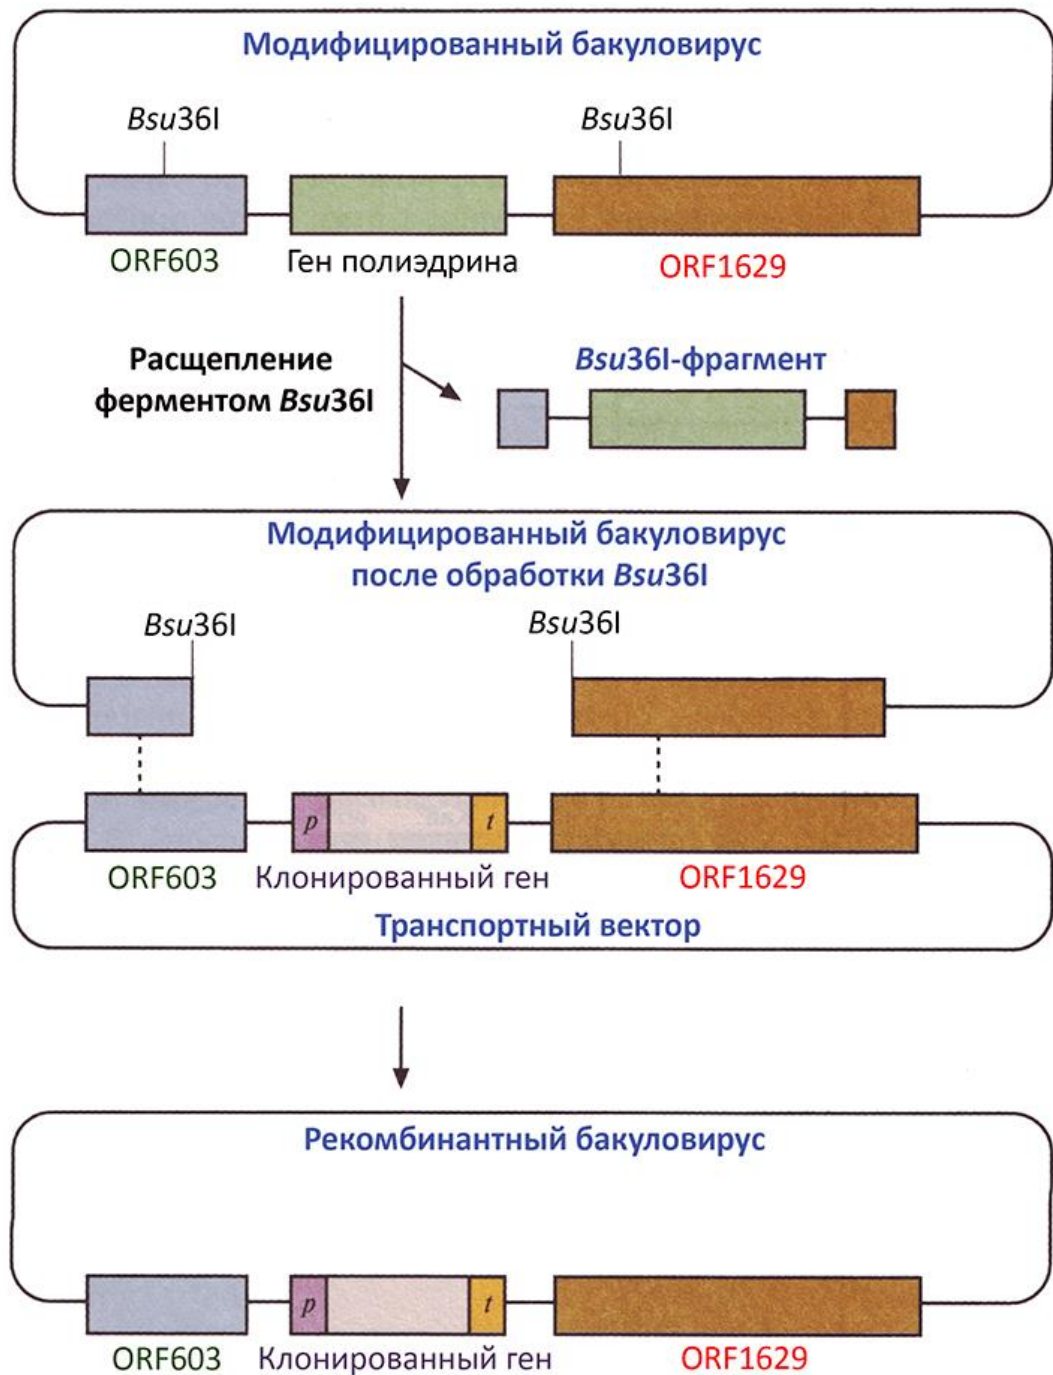 Модифицированный бакуловирус
Bsu36I
Bsu36I
ORF603
Ген полиэдрина
ORF1629
Расщепление
ферментом Bsu36I
Bsu36I-фрагмент
Модифицированный бакуловирус
после обработки Bsu36I
Bsu36I
Bsu36I
p
t
ORF603
Клонированный ген
ORF1629
Транспортный вектор
Рекомбинантный бакуловирус
p
t
ORF603
Клонированный ген
ORF1629